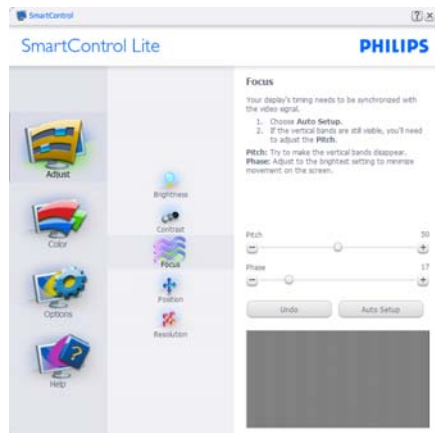 SmartControl
SmartControl Lite
PHILIPS
Adjust
Color
Options
Help
Brightness
Contrast
Focus
Position
Resolution
Focus
Your display's timing needs to be synchronized with
the video signal.
1. Choose Auto Setup.
2. If the vertical bands are still visible, you'll need
to adjust the Pitch.
Pitch: Try to make the vertical bands disappear.
Phase: Adjust to the brightest setting to minimize
movement on the screen.
Pitch 50
Phase 17
Undo
Auto Setup